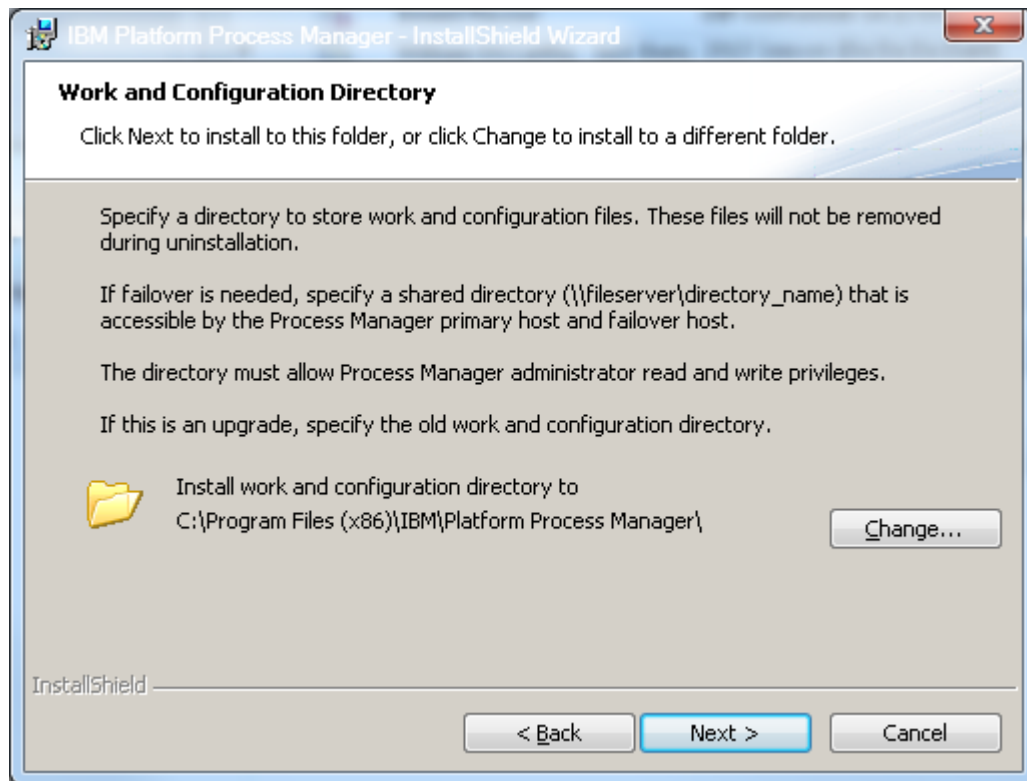 IBM Platform Process Manager - InstallShield Wizard
Work and Configuration Directory
Click Next to install to this folder, or click Change to install to a different folder.
Specify a directory to store work and configuration files. These files will not be removed
during uninstallation.
If failover is needed, specify a shared directory (\\fileserver\directory_name) that is
accessible by the Process Manager primary host and failover host.
The directory must allow Process Manager administrator read and write privileges.
If this is an upgrade, specify the old work and configuration directory.
Install work and configuration directory to
C:\Program Files (x86)\IBM\Platform Process Manager\
Change...
InstallShield
< Back
Next >
Cancel